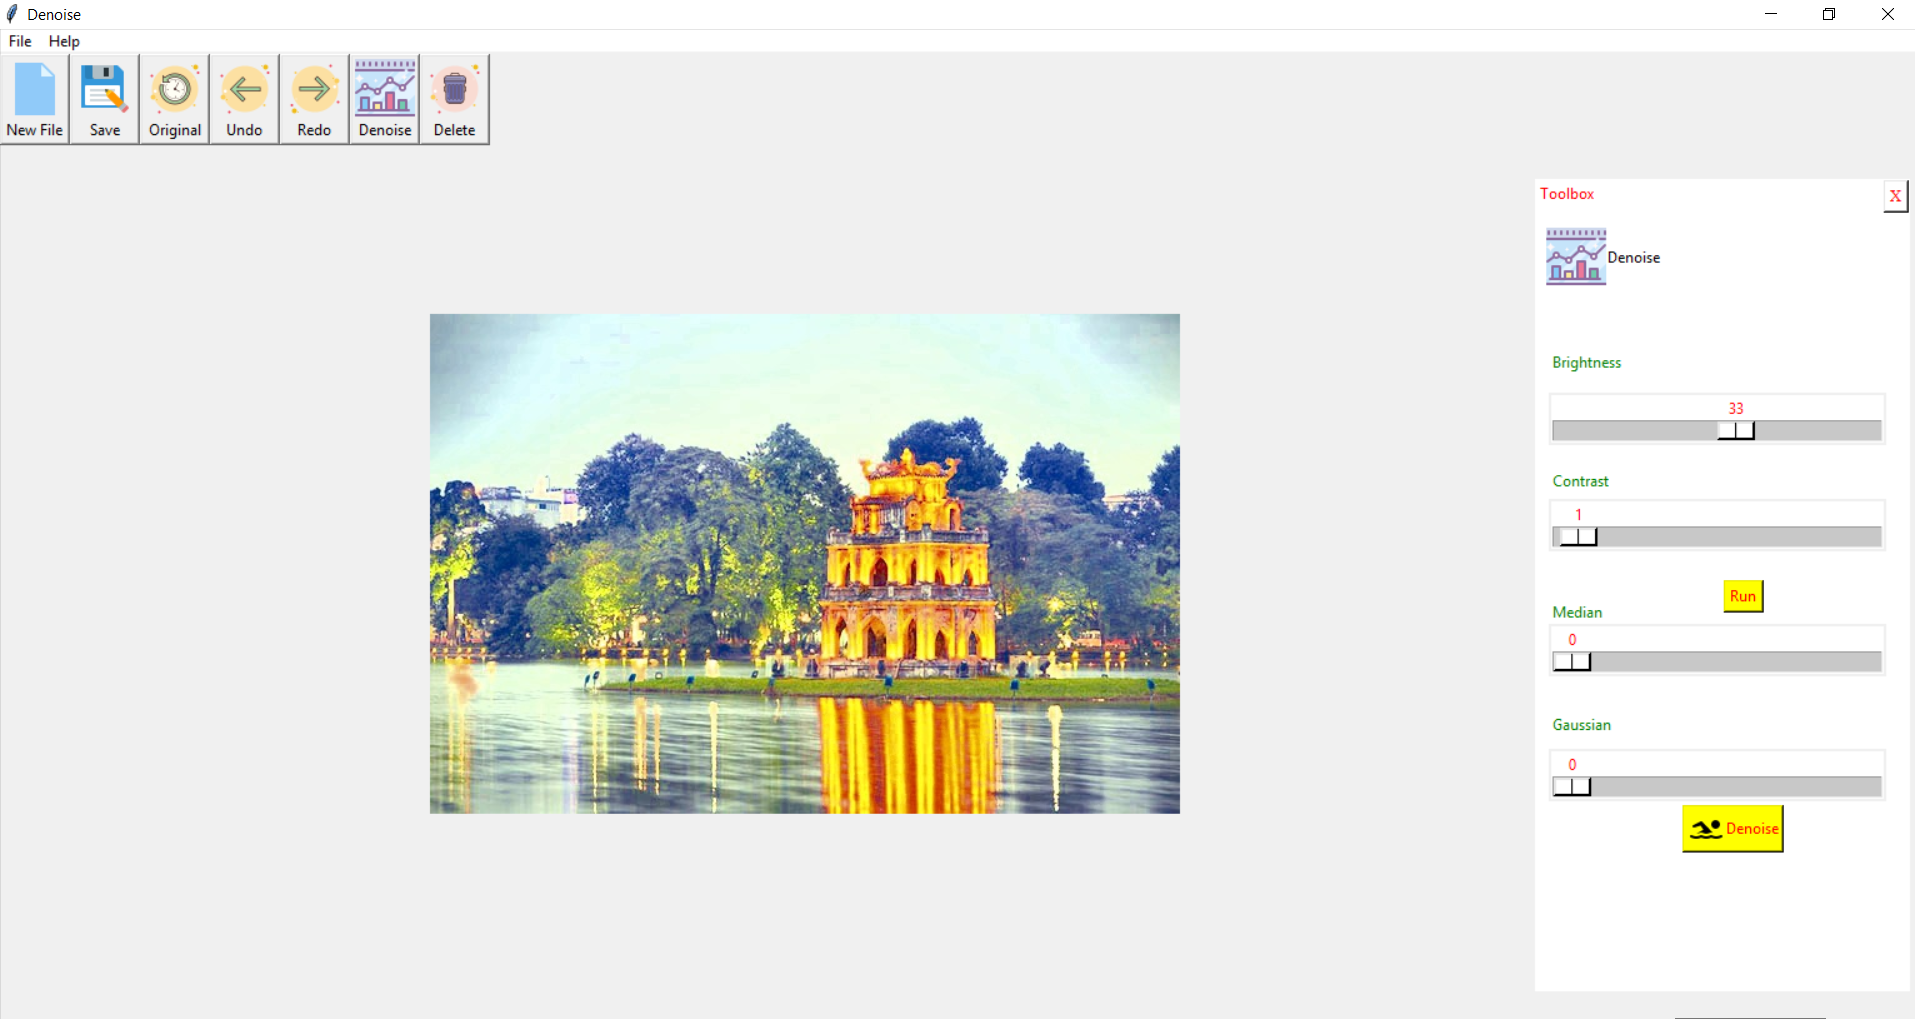 Denoise
File Help
New File Save Original Undo Redo Denoise Delete
Toolbox X
Denoise
Brightness
33
Contrast
1
Run
Median
0
Gaussian
0
Denoise